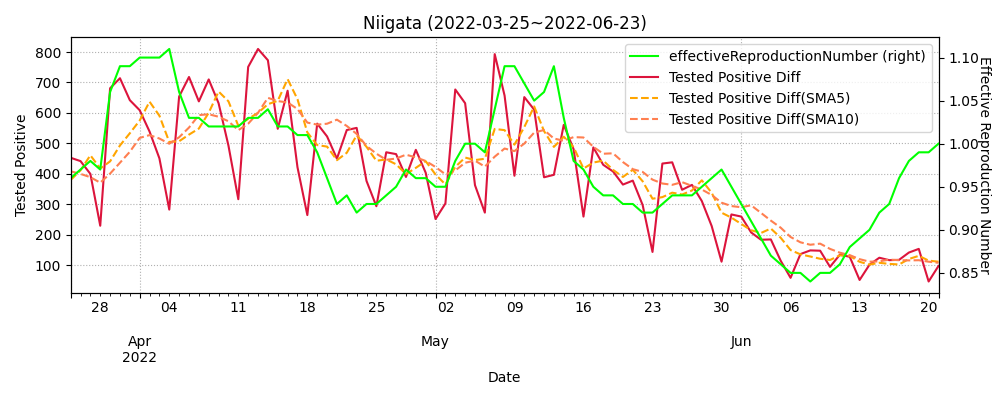 Niigata (2022-03-25~2022-06-23)
effectiveReproductionNumber (right)
Tested Positive Diff
Tested Positive Diff(SMA5)
Tested Positive Diff(SMA10)
Tested Positive
800
700
600
500
400
300
200
100
1.10
1.05
1.00
0.95
0.90
0.85
Effective Reproduction Number
28 04 11 18 25 02 09 16 23 30 06 13 20
Apr May Jun
2022
Date